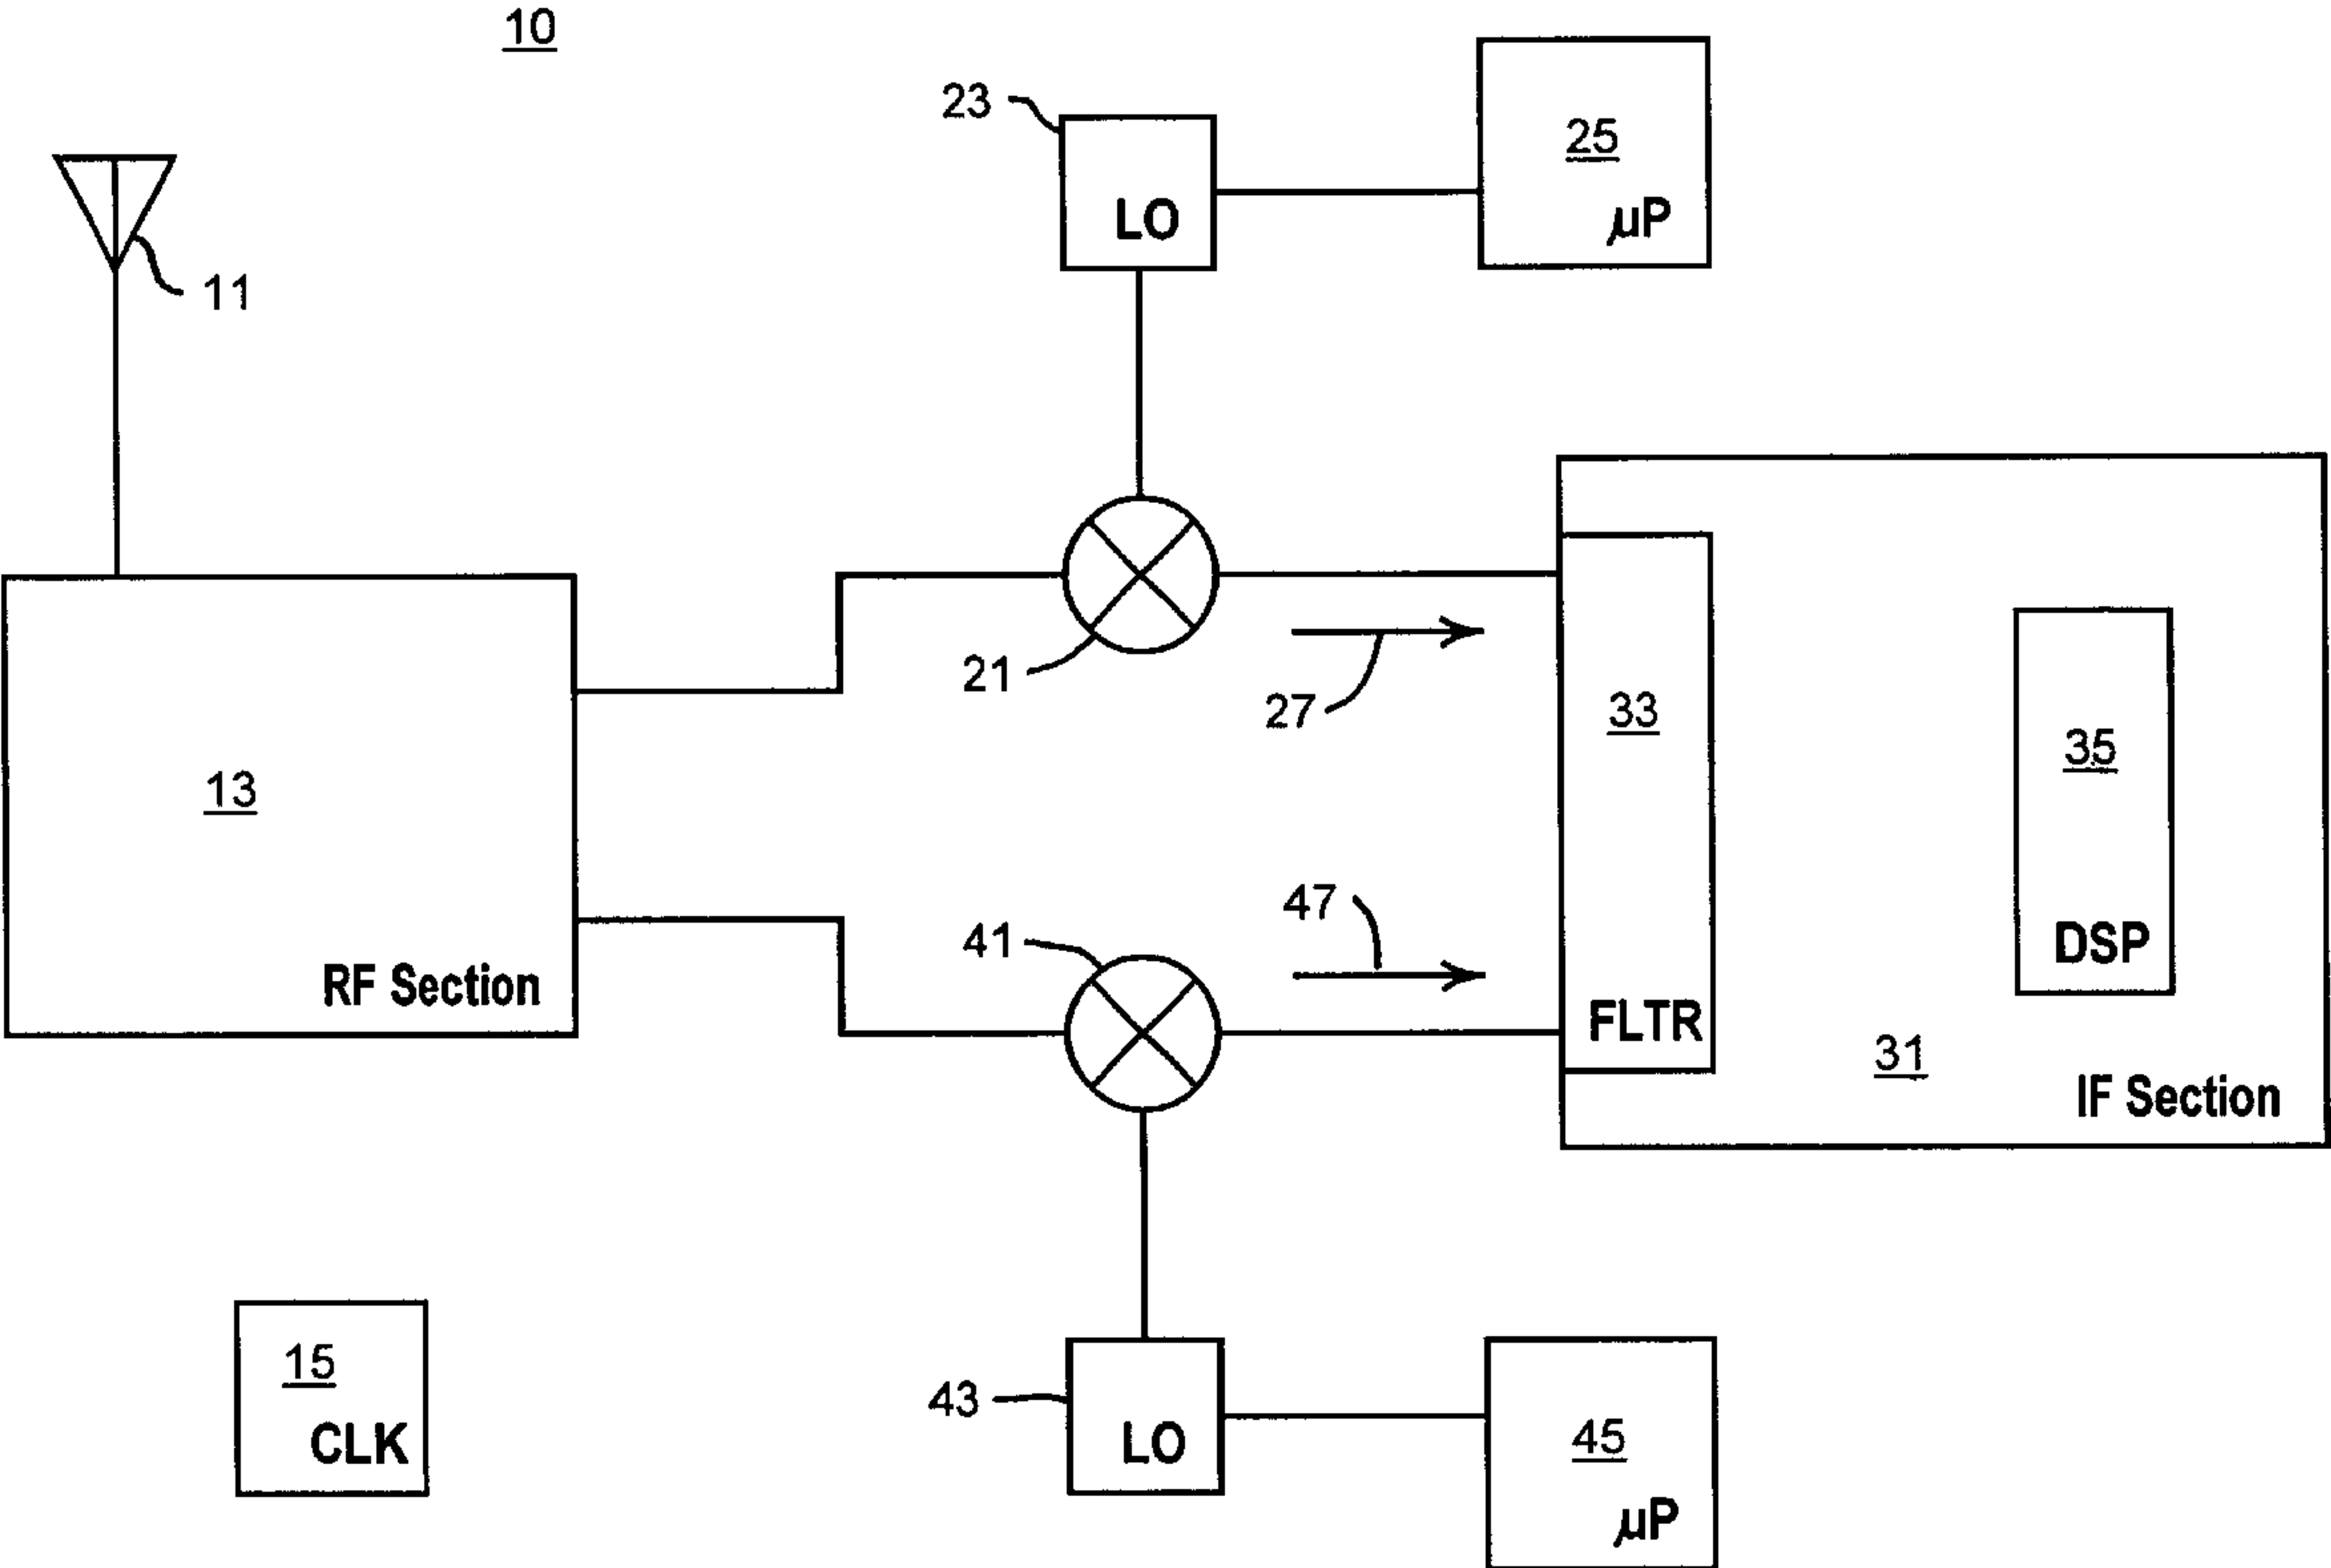 10
23
25
11
LO
µP
21
27
33
13
35
47
41
DSP
RF Section
FLTR
31
IF Section
15
43
45
CLK
LO
µP